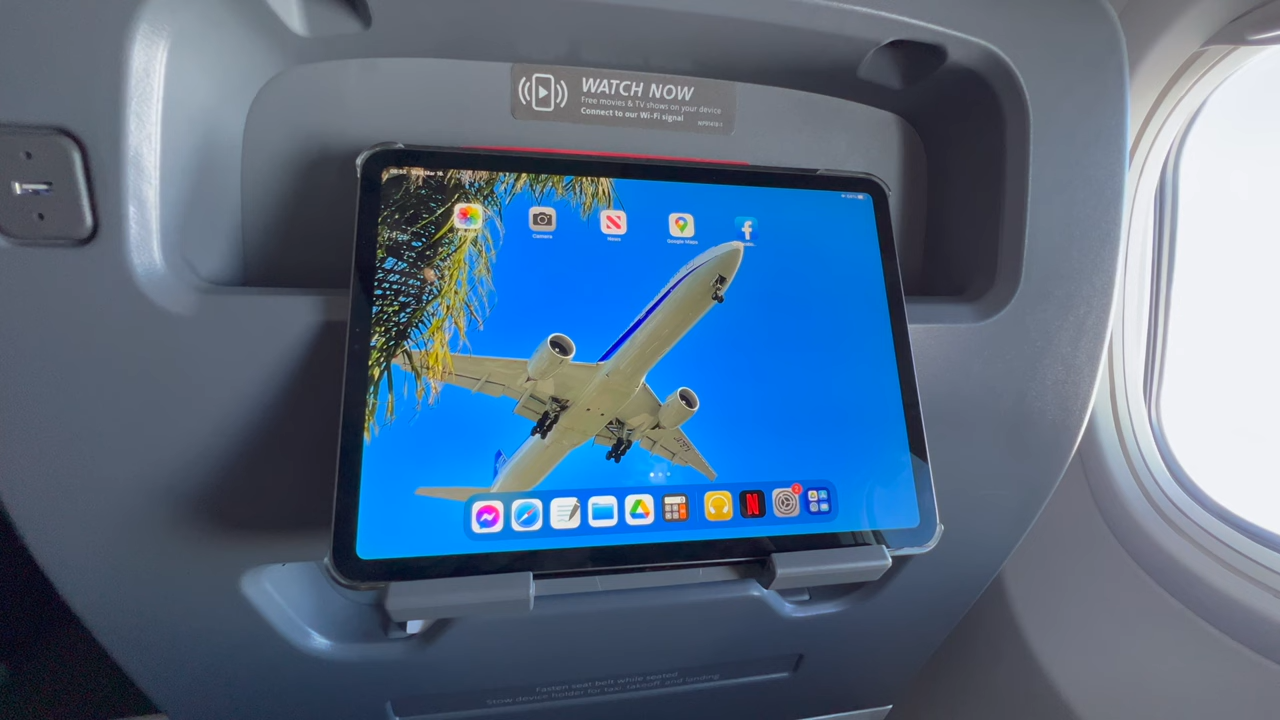 WATCH NOW
Free movies & TV shows on your device
Connect to our Wi-Fi signal
Camera
News
Google Maps
Fasten seat belt while seated
Stow device holder for taxi, takeoff, and landing